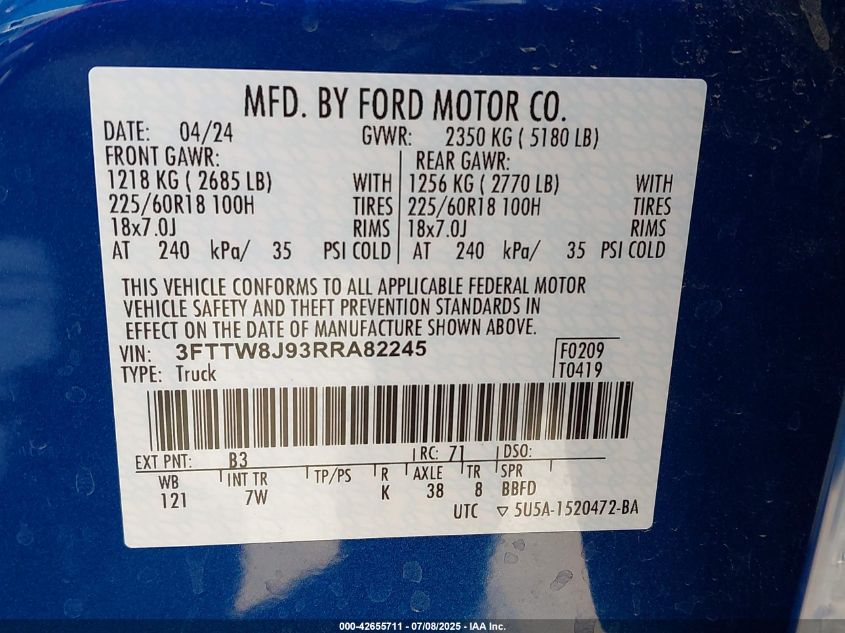 MFD. BY FORD MOTOR CO.
DATE: 04/24 GVWR: 2350 KG ( 5180 LB)
FRONT GAWR: REAR GAWR:
1218 KG ( 2685 LB) WITH 1256 KG ( 2770 LB) WITH
225/60R18 100H TIRES 225/60R18 100H TIRES
18x7.0J RIMS 18x7.0J RIMS
AT 240 kPa/ 35 PSI COLD AT 240 kPa/ 35 PSI COLD
THIS VEHICLE CONFORMS TO ALL APPLICABLE FEDERAL MOTOR
VEHICLE SAFETY AND THEFT PREVENTION STANDARDS IN
EFFECT ON THE DATE OF MANUFACTURE SHOWN ABOVE.
VIN: 3FTTW8J93RRA82245 F0209
TYPE: Truck T0419
EXT PNT: B3 RC: 71 DSO:
WB INT TR TP/PS R AXLE TR SPR
121 7W K 38 8 BBFD
UTC ▽ 5U5A-1520472-BA
000-42655711 - 07/08/2025 - IAA Inc.